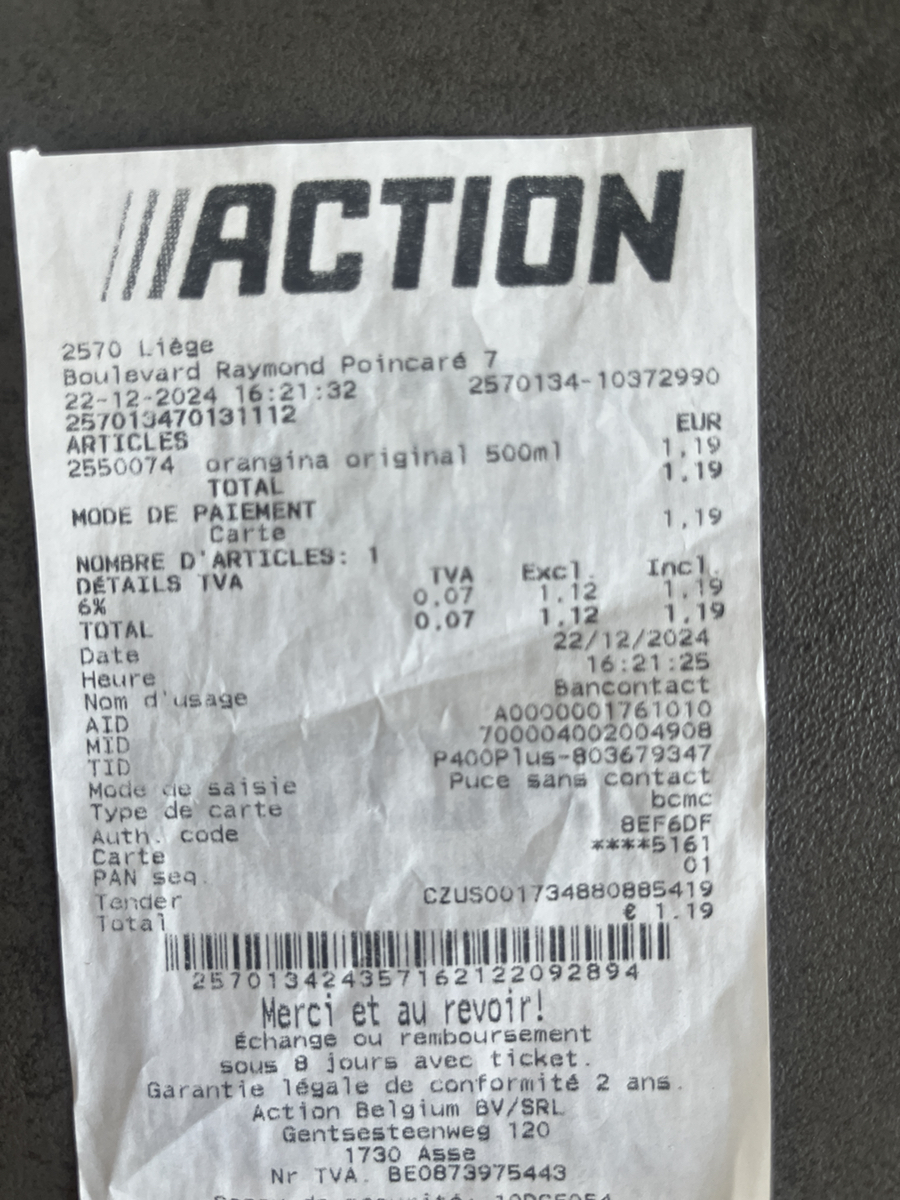 ACTION
2570 Liège
Boulevard Raymond Poincaré 7
22-12-2024 16:21:32 2570134-10372990
257013470131112
EUR
ARTICLES
2550074 orangina original 500ml 1,19
TOTAL 1.19
MODE DE PAIEMENT
Carte 1,19
NOMBRE D'ARTICLES: 1
DÉTAILS TVA TVA Excl. Incl.
6% 0.07 1.12 1.19
TOTAL 0.07 1.12 1.19
Date 22/12/2024
Heure 16:21:25
Nom d'usage Bancontact
AID A0000001761010
MID 700004002004908
TID P400Plus-803679347
Mode de saisie Puce sans contact
Type de carte bcmc
Auth. code 8EF6DF
Carte ****5161
PAN seq. 01
Tender CZUS001734880885419
Total € 1.19
257013424357162122092894
Merci et au revoir!
Échange ou remboursement
sous 8 jours avec ticket.
Garantie légale de conformité 2 ans.
Action Belgium BV/SRL
Gentsesteenweg 120
1730 Asse
Nr TVA. BE0873975443